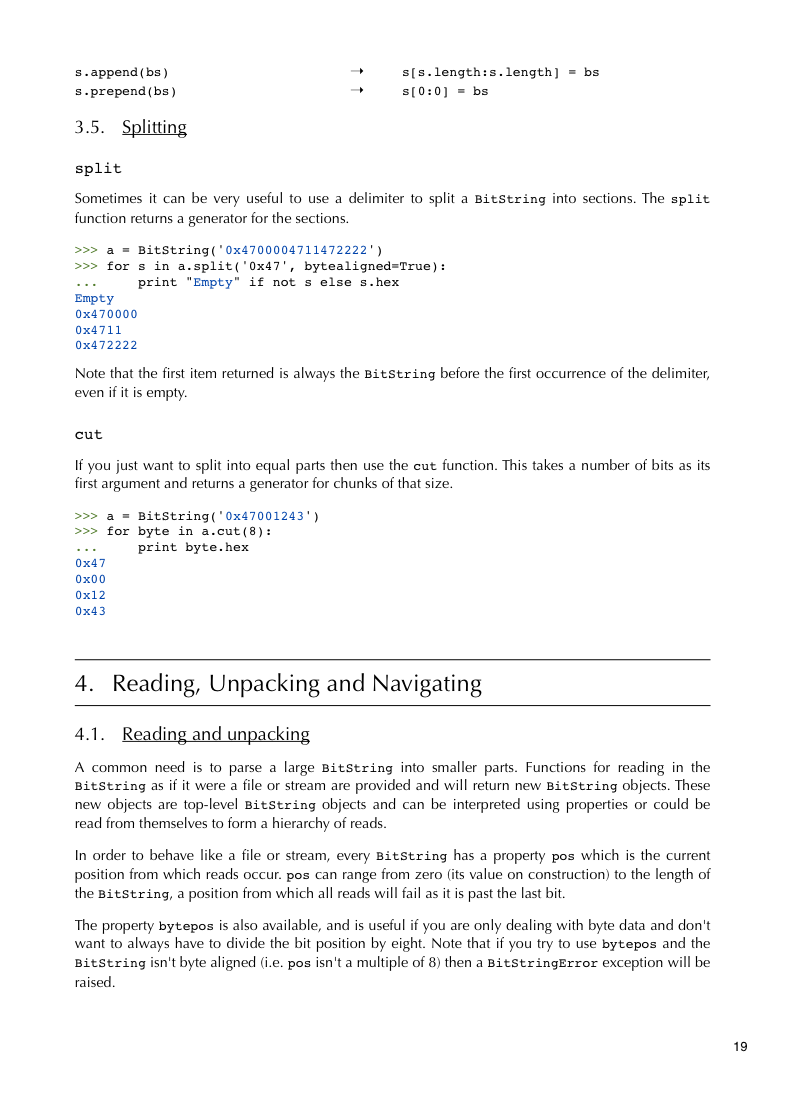 s.append(bs) → s[s.length:s.length] = bs
s.prepend(bs) → s[0:0] = bs
3.5. Splitting
split
Sometimes it can be very useful to use a delimiter to split a BitString into sections. The split
function returns a generator for the sections.
>>> a = BitString('0x4700004711472222')
>>> for s in a.split('0x47', bytealigned=True):
...     print "Empty" if not s else s.hex
Empty
0x470000
0x4711
0x472222
Note that the first item returned is always the BitString before the first occurrence of the delimiter,
even if it is empty.
cut
If you just want to split into equal parts then use the cut function. This takes a number of bits as its
first argument and returns a generator for chunks of that size.
>>> a = BitString('0x47001243')
>>> for byte in a.cut(8):
...     print byte.hex
0x47
0x00
0x12
0x43
4. Reading, Unpacking and Navigating
4.1. Reading and unpacking
A common need is to parse a large BitString into smaller parts. Functions for reading in the
BitString as if it were a file or stream are provided and will return new BitString objects. These
new objects are top-level BitString objects and can be interpreted using properties or could be
read from themselves to form a hierarchy of reads.
In order to behave like a file or stream, every BitString has a property pos which is the current
position from which reads occur. pos can range from zero (its value on construction) to the length of
the BitString, a position from which all reads will fail as it is past the last bit.
The property bytepos is also available, and is useful if you are only dealing with byte data and don't
want to always have to divide the bit position by eight. Note that if you try to use bytepos and the
BitString isn't byte aligned (i.e. pos isn't a multiple of 8) then a BitStringError exception will be
raised.
19